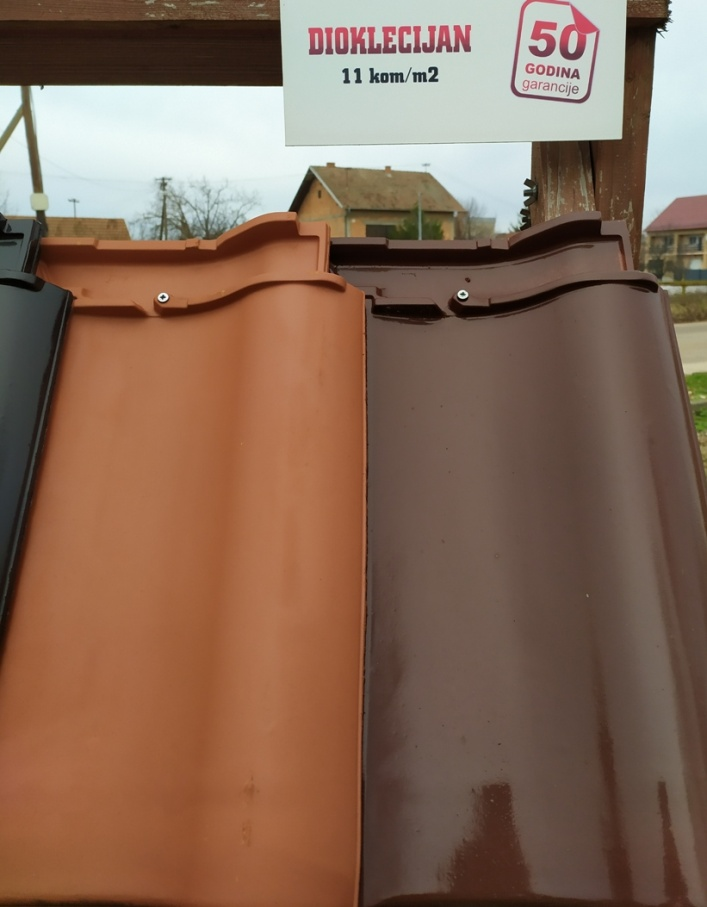 DIOKLECIJAN
11 kom/m2
50
GODINA
garancije